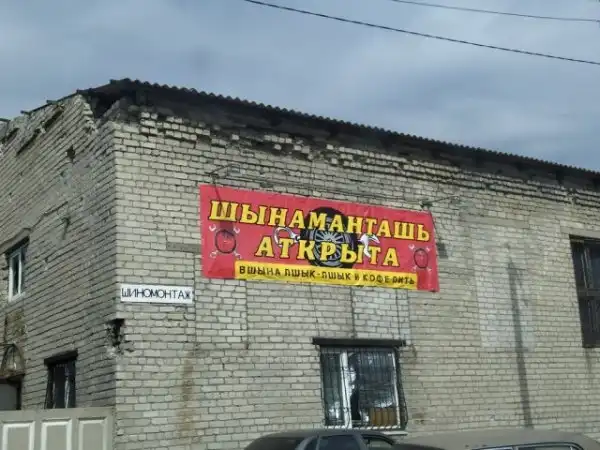 ШЫНАМАНТАШЬ
АТКРЫТА
ВШЫНА ПШЫК-ПШЫК И КОФЕ ПИТЬ
ШИНОМОНТАЖ